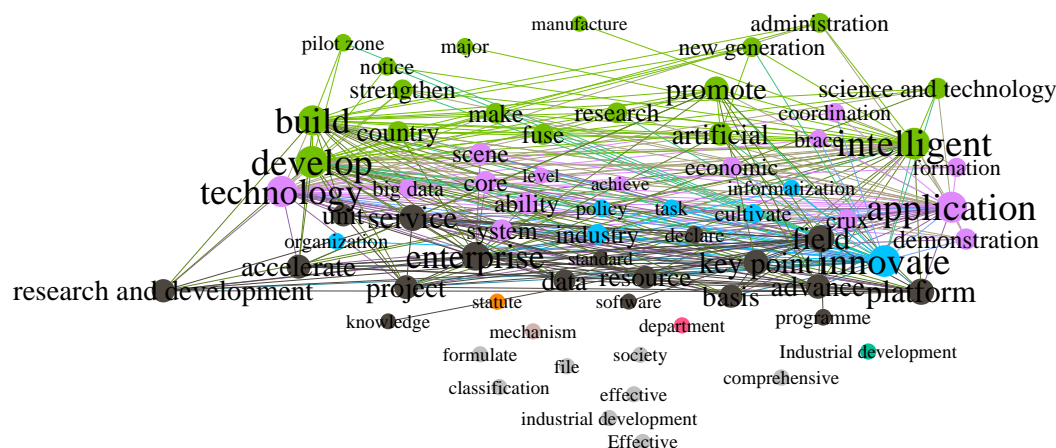 manufacture
administration
pilot zone
major
new generation
notice
strengthen
promote
science and technology
build
make
research
coordination
country
fuse
artificial
brace
intelligent
develop
scene
economic
formation
technology
big data
core
level
achieve
informatization
unit
service
ability
policy
task
cultivate
crux
application
organization
system
industry
declare
field
demonstration
accelerate
enterprise
standard
key point
innovate
research and development
project
data
resource
basis
advance
platform
knowledge
statute
software
programme
mechanism
department
formulate
society
Industrial development
file
comprehensive
classification
effective
industrial development
Effective